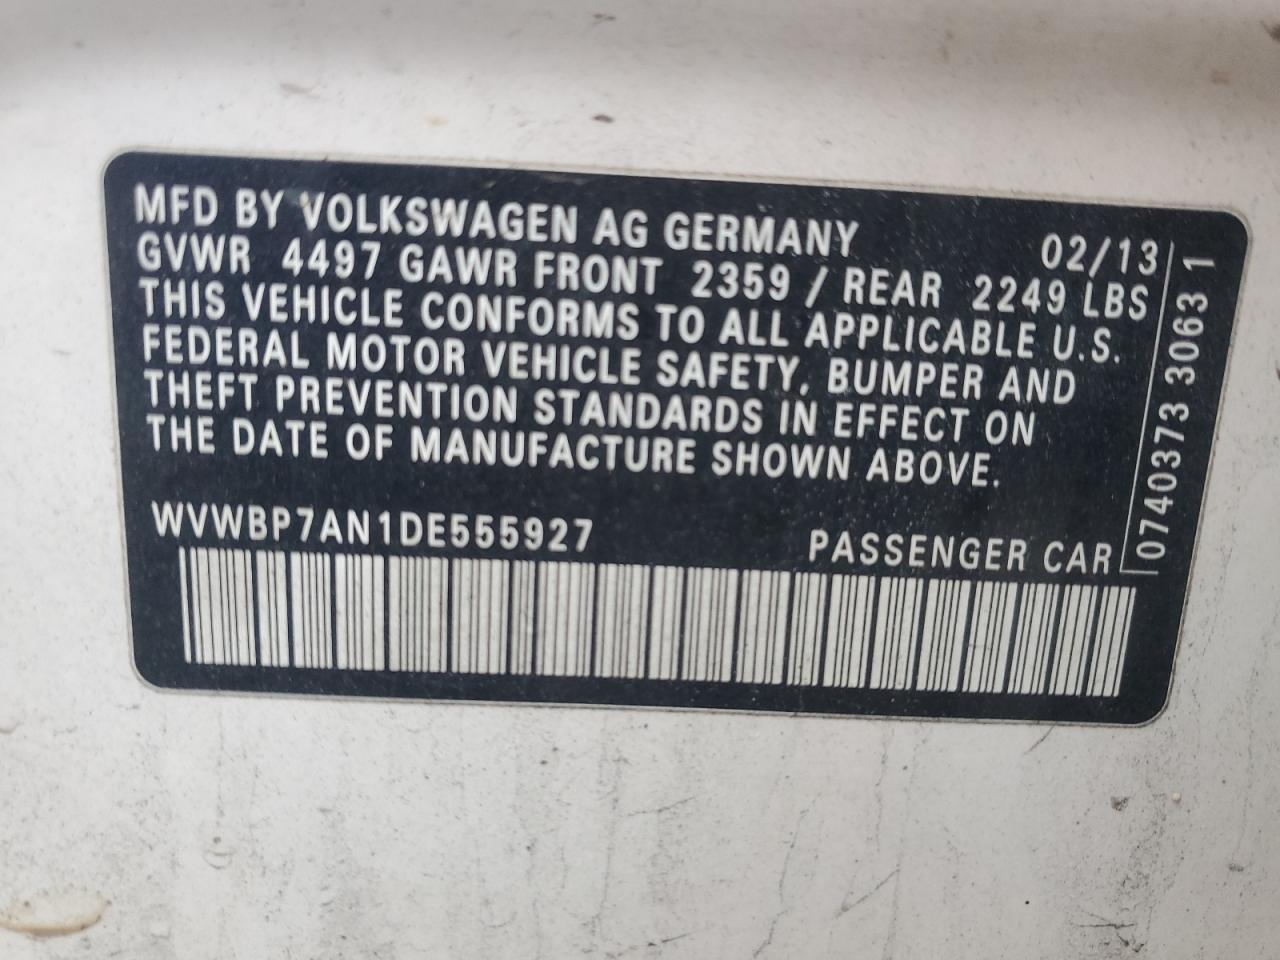 MFD BY VOLKSWAGEN AG GERMANY 02/13
GVWR 4497 GAWR FRONT 2359 / REAR 2249 LBS
THIS VEHICLE CONFORMS TO ALL APPLICABLE U.S.
FEDERAL MOTOR VEHICLE SAFETY, BUMPER AND
THEFT PREVENTION STANDARDS IN EFFECT ON
THE DATE OF MANUFACTURE SHOWN ABOVE.
WVWBP7AN1DE555927 PASSENGER CAR
07403373 3063 1